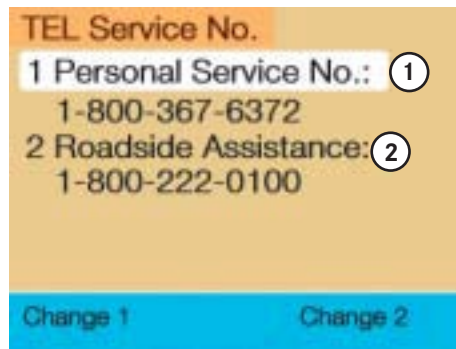 TEL Service No.
1 Personal Service No.: 1
1-800-367-6372
2 Roadside Assistance: 2
1-800-222-0100
Change 1 Change 2